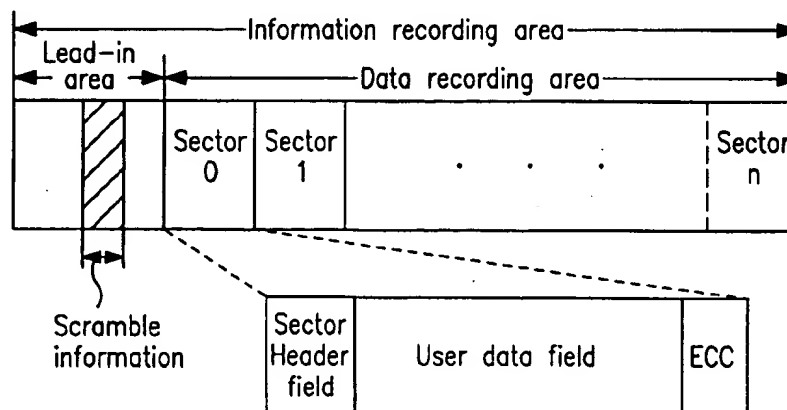 Information recording area
Lead-in
area
Data recording area
Sector
0
Sector
1
. . .
Sector
n
Scramble
information
Sector
Header
field
User data field
ECC